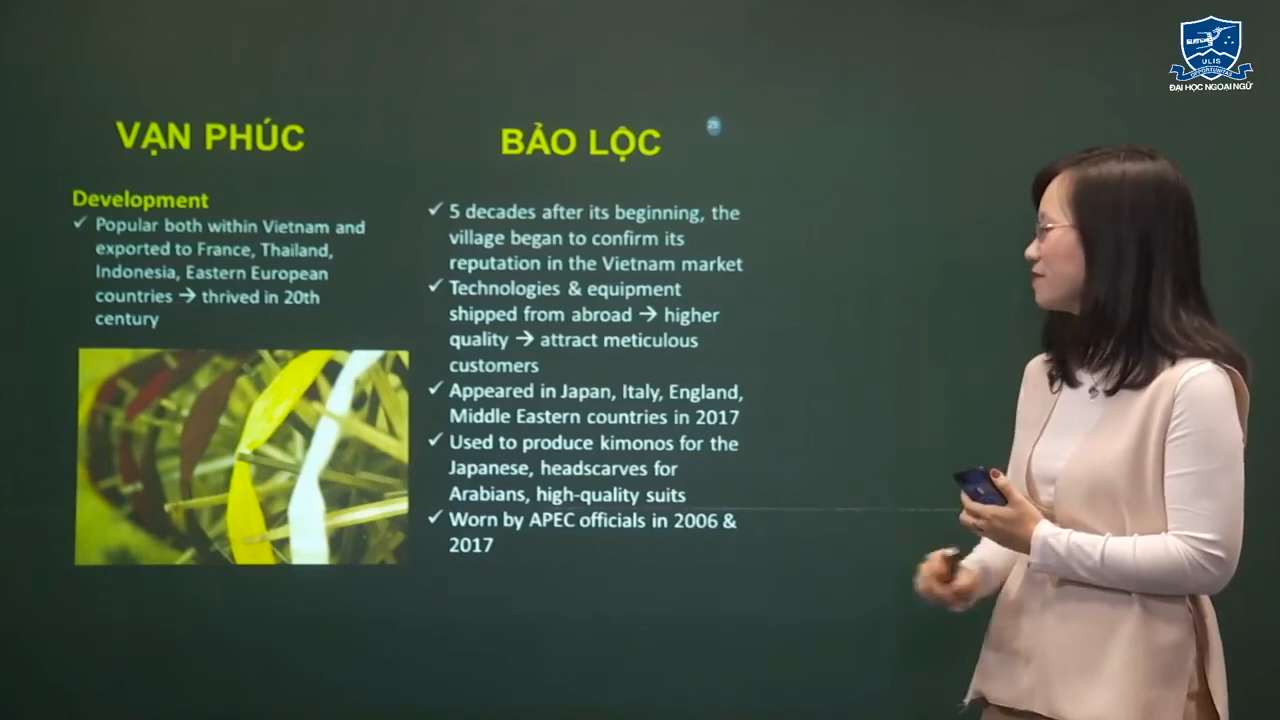 VẠN PHÚC
Development
✓ Popular both within Vietnam and
exported to France, Thailand,
Indonesia, Eastern European
countries → thrived in 20th
century
BẢO LỘC
29
✓ 5 decades after its beginning, the
village began to confirm its
reputation in the Vietnam market
✓ Technologies & equipment
shipped from abroad → higher
quality → attract meticulous
customers
✓ Appeared in Japan, Italy, England,
Middle Eastern countries in 2017
✓ Used to produce kimonos for the
Japanese, headscarves for
Arabians, high-quality suits
✓ Worn by APEC officials in 2006 &
2017
ULIS
ĐẠI HỌC NGOẠI NGỮ